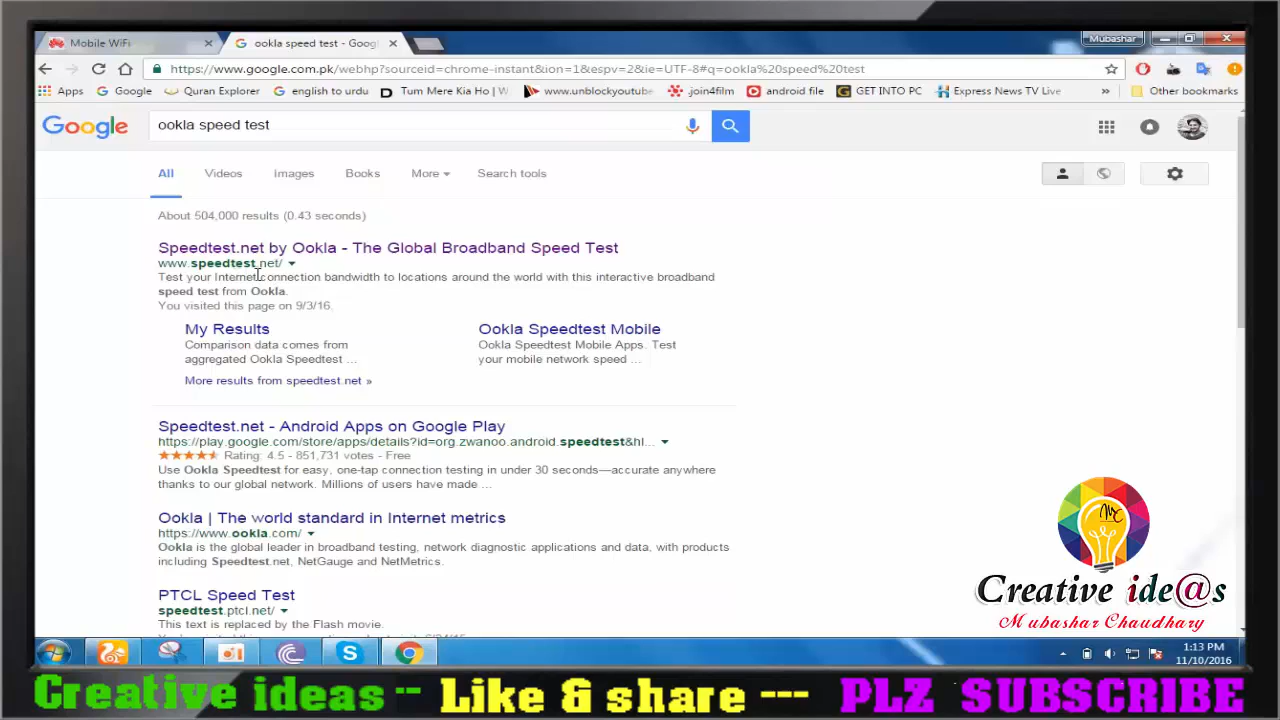 Mobile WiFi
ookla speed test - Goog
Mubashar
https://www.google.com.pk/webhp?sourceid=chrome-instant&ion=1&espv=2&ie=UTF-8#q=ookla%20speed%20test
Apps Google Quran Explorer english to urdu Tum Mere Kia Ho | W www.unblockyoutube join4film android file GET INTO PC Express News TV Live » Other bookmarks
Google ookla speed test
All Videos Images Books More Search tools
About 504,000 results (0.43 seconds)
Speedtest.net by Ookla - The Global Broadband Speed Test
www.speedtest.net/
Test your Internet connection bandwidth to locations around the world with this interactive broadband
speed test from Ookla.
You visited this page on 9/3/16.
My Results
Comparison data comes from
aggregated Ookla Speedtest ...
Ookla Speedtest Mobile
Ookla Speedtest Mobile Apps. Test
your mobile network speed ...
More results from speedtest.net »
Speedtest.net - Android Apps on Google Play
https://play.google.com/store/apps/details?id=org.zwanoo.android.speedtest&hl...
Rating: 4.5 - 851,731 votes - Free
Use Ookla Speedtest for easy, one-tap connection testing in under 30 seconds—accurate anywhere
thanks to our global network. Millions of users have made ...
Ookla | The world standard in Internet metrics
https://www.ookla.com/
Ookla is the global leader in broadband testing, network diagnostic applications and data, with products
including Speedtest.net, NetGauge and NetMetrics.
PTCL Speed Test
speedtest.ptcl.net/
This text is replaced by the Flash movie.
Creative ide@s
Mubashar Chaudhary
1:13 PM
11/10/2016
Creative ideas -- Like & share --- PLZ SUBSCRIBE